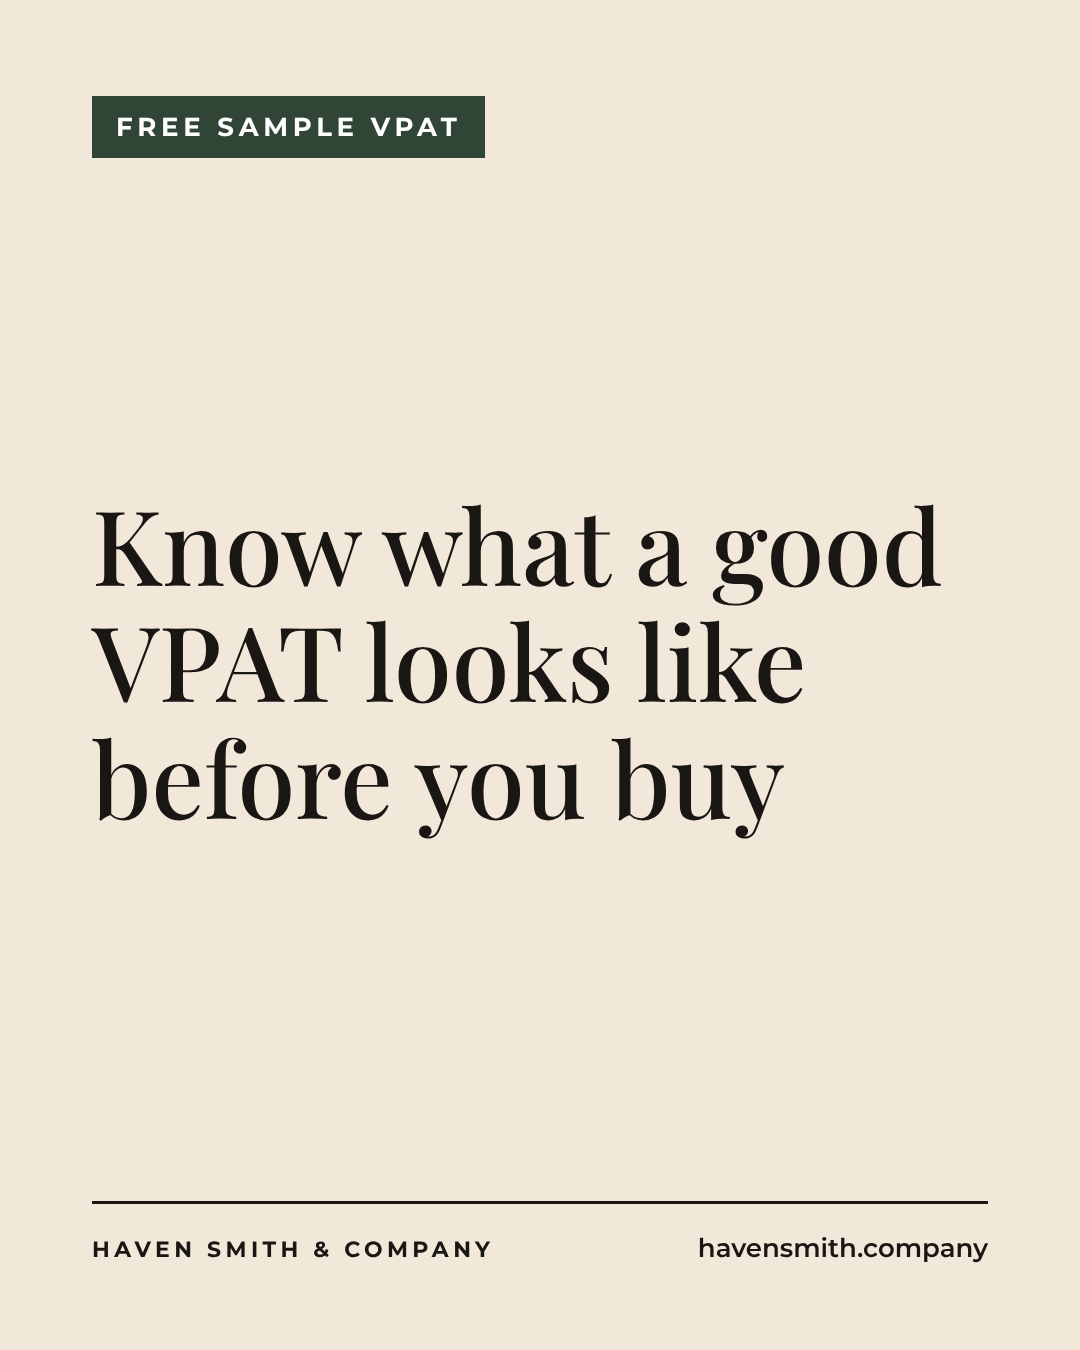 FREE SAMPLE VPAT
Know what a good
VPAT looks like
before you buy
HAVEN SMITH & COMPANY
havensmith.company